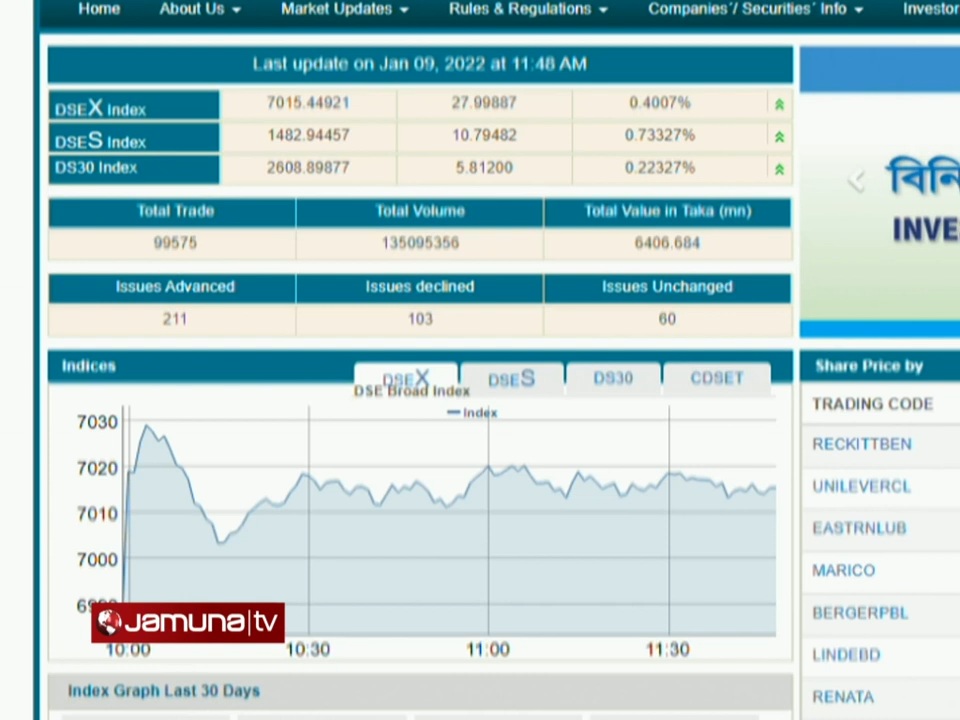 Home About Us Market Updates Rules & Regulations Companies'/ Securities' Info Investor
Last update on Jan 09, 2022 at 11:48 AM
DSEX Index 7015.44921 27.99887 0.4007%
DSES Index 1482.94457 10.79482 0.73327%
DS30 Index 2608.89877 5.81200 0.22327%
Total Trade Total Volume Total Value in Taka (mn)
99575 135095356 6406.684
Issues Advanced Issues declined Issues Unchanged
211 103 60
বিনি
INVE
Indices
DSEX DSES DS30 CDSET
DSE Broad Index
Index
7030
7020
7010
7000
10:00 10:30 11:00 11:30
Jamuna|tv
Index Graph Last 30 Days
Share Price by
TRADING CODE
RECKITTBEN
UNILEVERCL
EASTRNLUB
MARICO
BERGERPBL
LINDEBD
RENATA